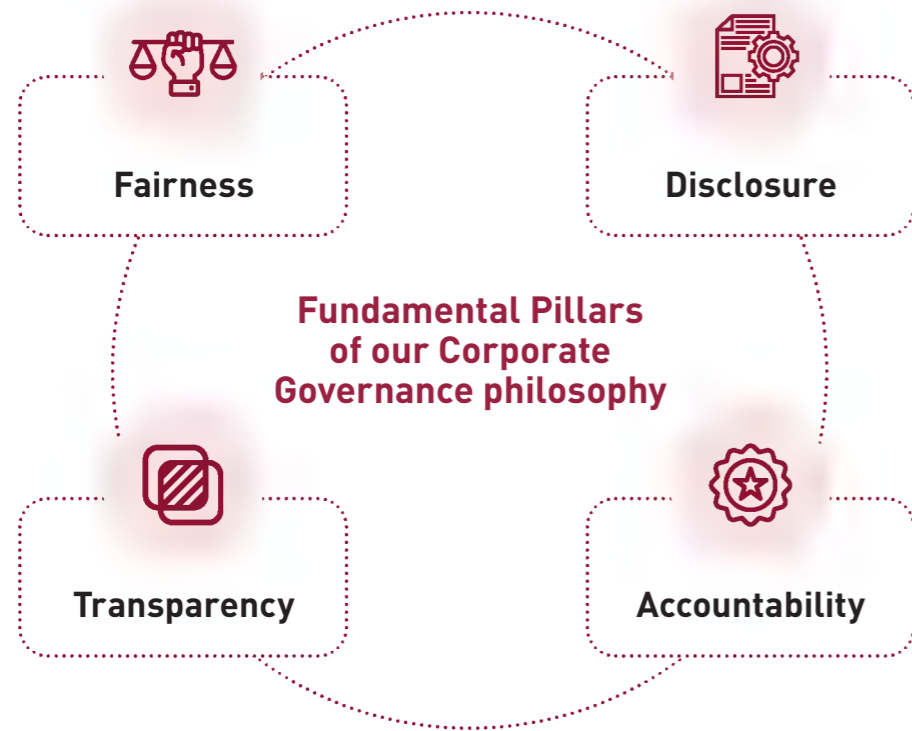 Fairness
Disclosure
Fundamental Pillars
of our Corporate
Governance philosophy
Transparency
Accountability